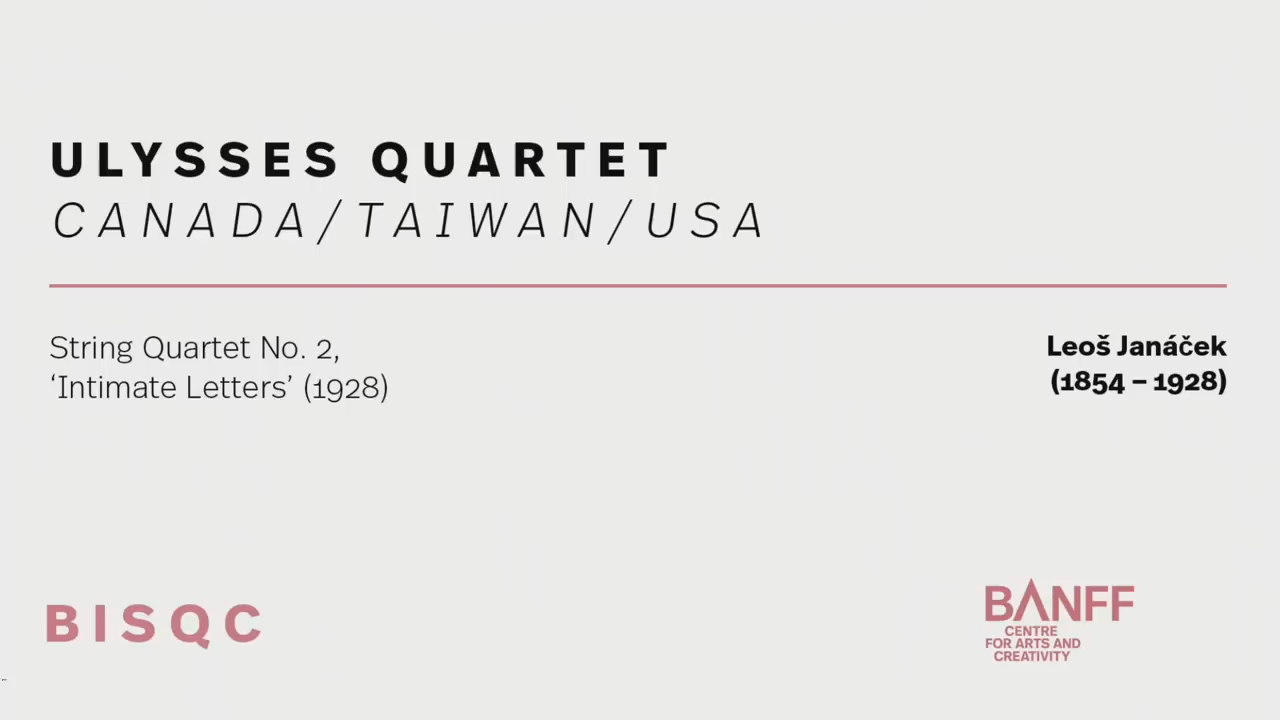 ULYSSES QUARTET
CANADA/TAIWAN/USA
String Quartet No. 2,
‘Intimate Letters’ (1928)
Leoš Janáček
(1854 – 1928)
BISQC
BANFF
CENTRE
FOR ARTS AND
CREATIVITY